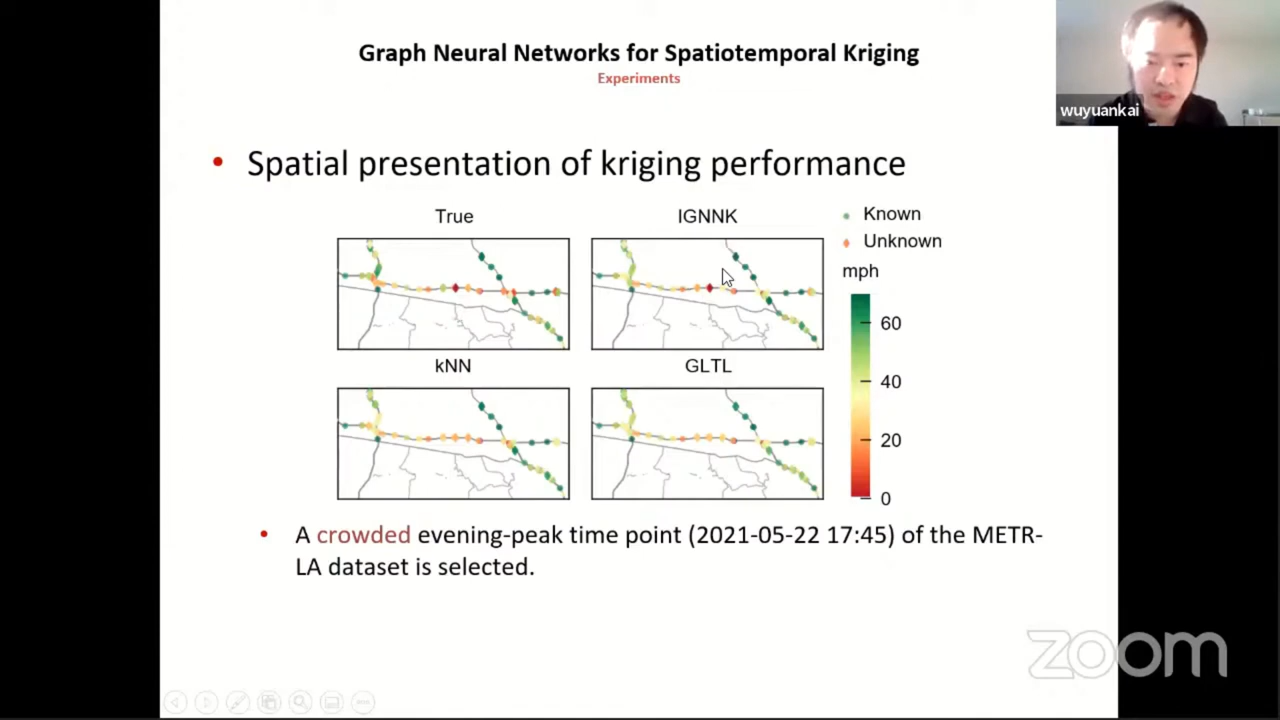 Graph Neural Networks for Spatiotemporal Kriging
Experiments
wuyuankai
• Spatial presentation of kriging performance
True
IGNNK
Known
Unknown
mph
60
40
20
0
kNN
GLTL
• A crowded evening-peak time point (2021-05-22 17:45) of the METR-
LA dataset is selected.
zoom